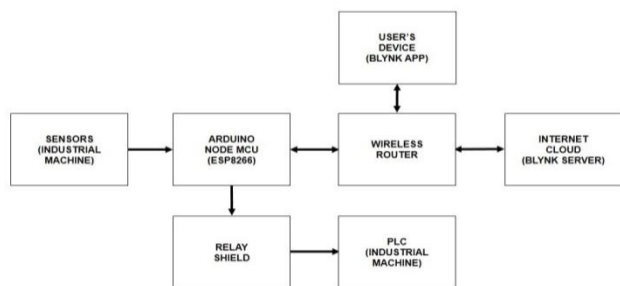 USER'S
DEVICE
(BLYNK APP)
SENSORS
(INDUSTRIAL
MACHINE)
ARDUINO
NODE MCU
(ESP8266)
WIRELESS
ROUTER
INTERNET
CLOUD
(BLYNK SERVER)
RELAY
SHIELD
PLC
(INDUSTRIAL
MACHINE)